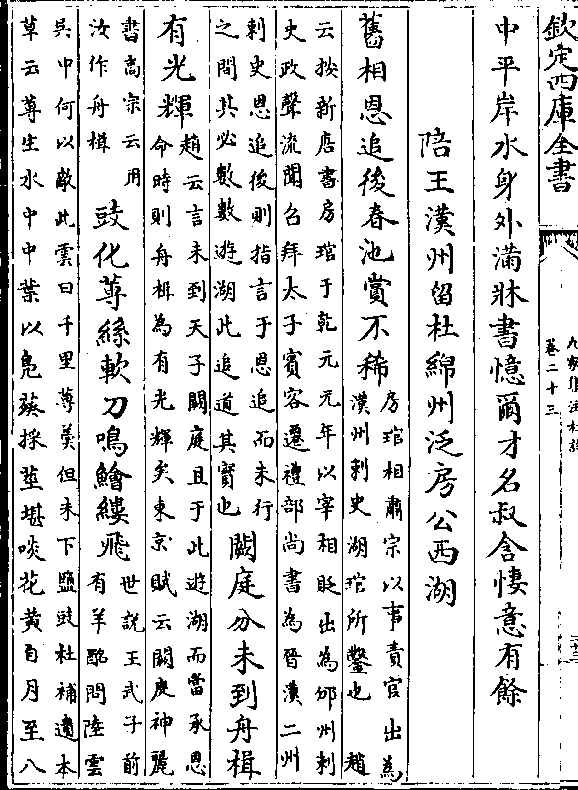 欽定四庫全書
卷二十三
中平岸水身外滿牀書憶爾才名叔含悽意有餘
陪王漢州留杜綿州泛房公西湖
舊相恩追後春池賞不稀房琯相肅宗以事責官出為
漢州刺史湖琯所鑿也趙
云按新唐書房琯于乾元元年以宰相貶出為邠州刺
史政聲流聞召拜太子賓客遷禮部尚書為晉漢二州
刺史恩追後則指言于恩追而未行
之間其必數數遊湖此追道其實也
闕庭分未到舟楫
有光輝趙云言未到天子闕庭且于此遊湖而當承恩
命時則舟楫為有光輝矣東京賦云闕庭神麗
書高宗云用
汝作舟楫
豉化蓴絲軟刀鳴鱠縷飛世說王武子前
有羊酪問陸雲
吳中何以敵此雲曰千里蓴羮但未下鹽豉杜補遺本
草云蓴生水中中葉以鳬葵採莖堪啖花黄白月至八